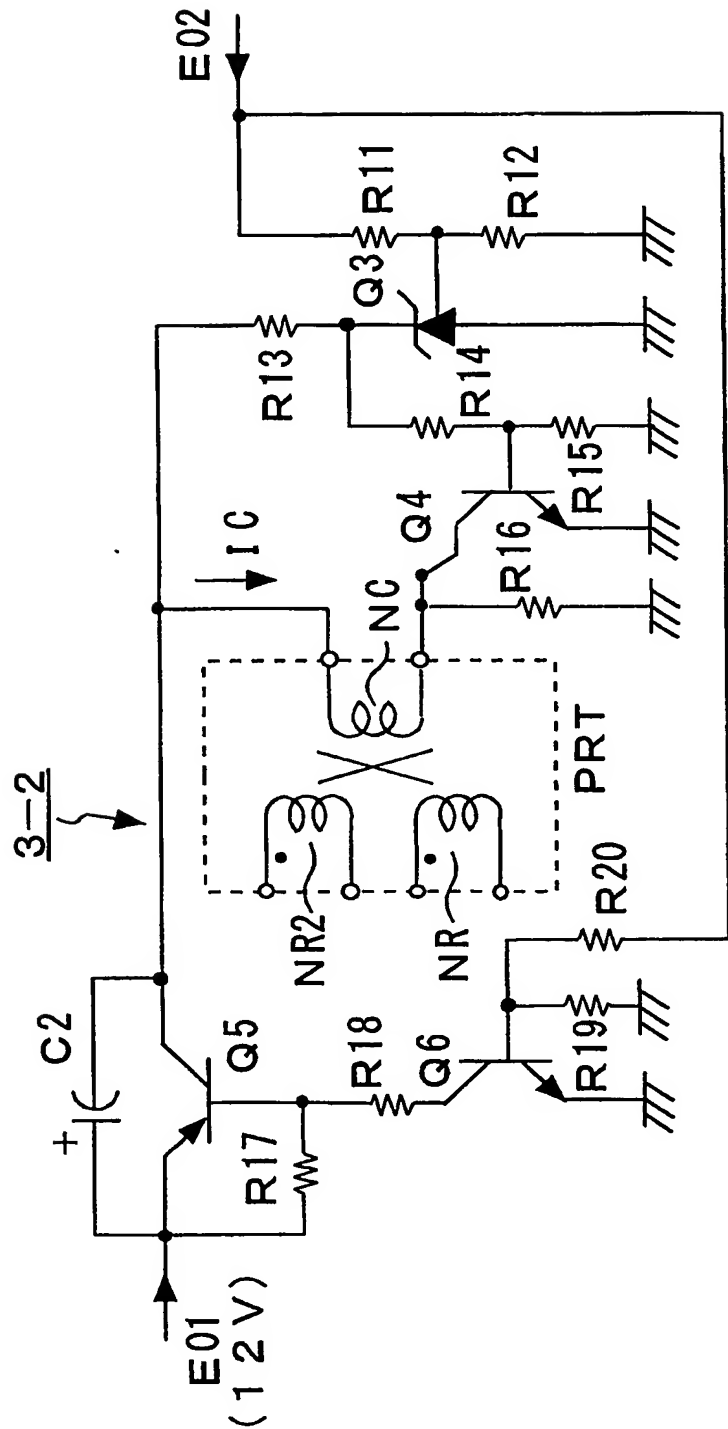 3-2
E02
E01
(12V)
C2
Q5
R17
R18
Q6
R19
R20
NR2
NR
PRT
NC
IC
R16
Q4
R15
R14
R13
Q3
R11
R12
+